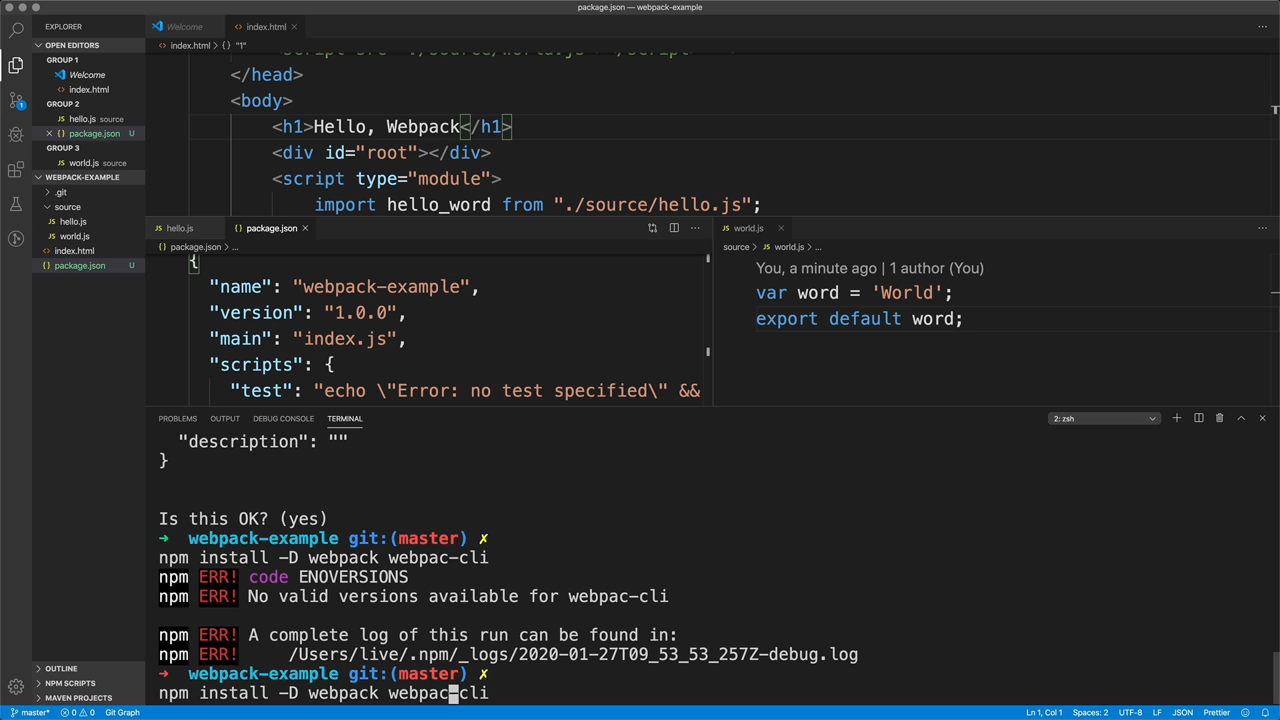 package.json — webpack-example
EXPLORER
OPEN EDITORS
GROUP 1
Welcome
index.html
GROUP 2
hello.js source
package.json U
GROUP 3
world.js source
WEBPACK-EXAMPLE
.git
source
hello.js
world.js
index.html
package.json U
OUTLINE
NPM SCRIPTS
MAVEN PROJECTS
1
Welcome
index.html
index.html > "1"
</head>
<body>
<h1>Hello, Webpack</h1>
<div id="root"></div>
<script type="module">
import hello_word from "./source/hello.js";
hello.js
package.json
package.json > ...
{
"name": "webpack-example",
"version": "1.0.0",
"main": "index.js",
"scripts": {
"test": "echo \"Error: no test specified\" &&
world.js
source > world.js > ...
You, a minute ago | 1 author (You)
var word = 'World';
export default word;
PROBLEMS OUTPUT DEBUG CONSOLE TERMINAL
2: zsh
"description": ""
}
Is this OK? (yes)
➜ webpack-example git:(master) ✗
npm install -D webpack webpac-cli
npm ERR! code ENOVERSIONS
npm ERR! No valid versions available for webpac-cli
npm ERR! A complete log of this run can be found in:
npm ERR! /Users/live/.npm/_logs/2020-01-27T09_53_53_257Z-debug.log
➜ webpack-example git:(master) ✗
npm install -D webpack webpac-cli
master* 0 0 Git Graph
Ln 1, Col 1 Spaces: 2 UTF-8 LF JSON Prettier